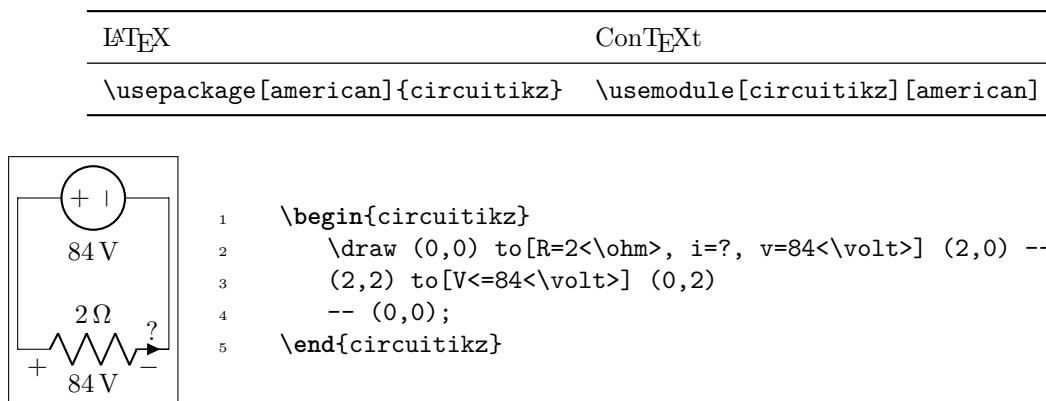 LATEX ConTEXt
\usepackage[american]{circuitikz} \usemodule[circuitikz][american]
+ −
84 V
2 Ω
?
+ −
84 V
1 \begin{circuitikz}
2 \draw (0,0) to[R=2<\ohm>, i=?, v=84<\volt>] (2,0) --
3 (2,2) to[V<=84<\volt>] (0,2)
4 -- (0,0);
5 \end{circuitikz}